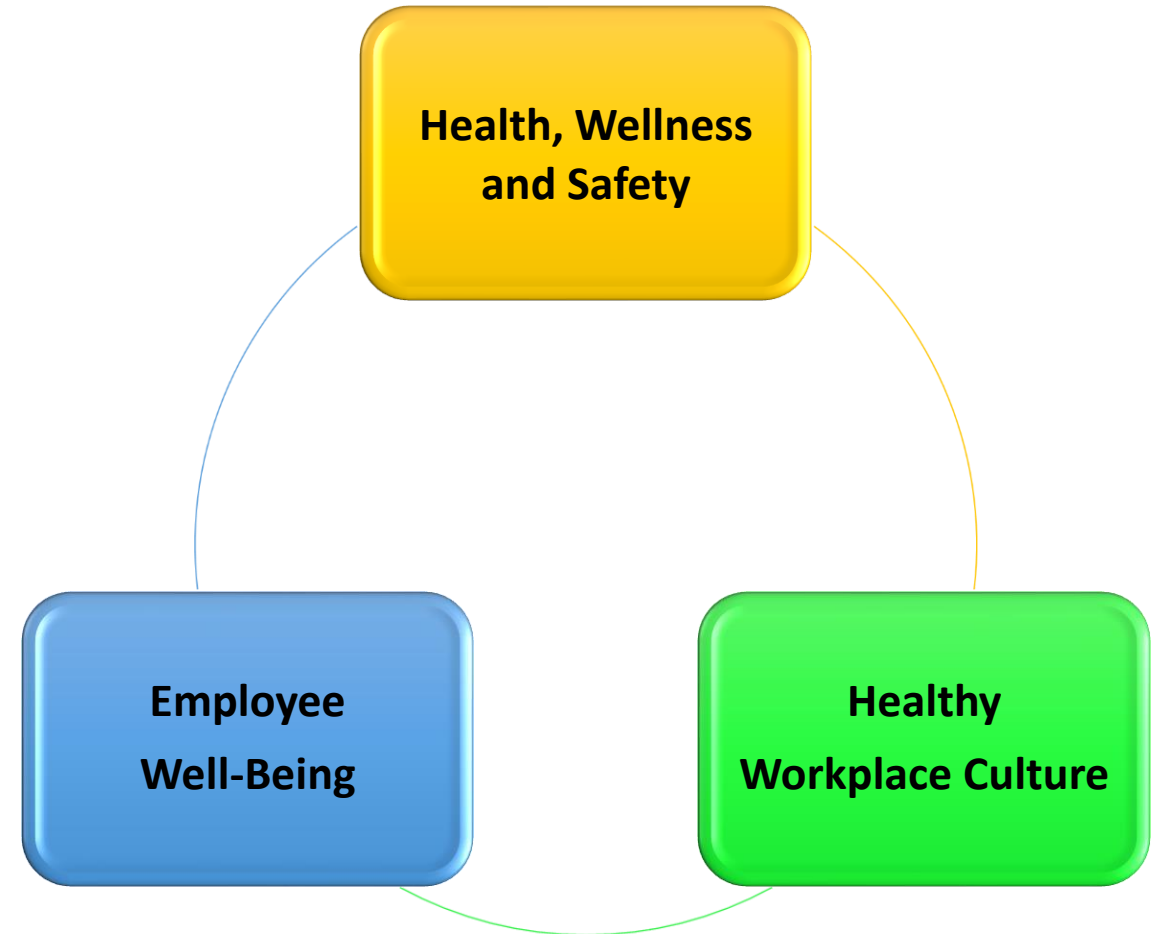 Health, Wellness
and Safety
Employee
Well-Being
Healthy
Workplace Culture